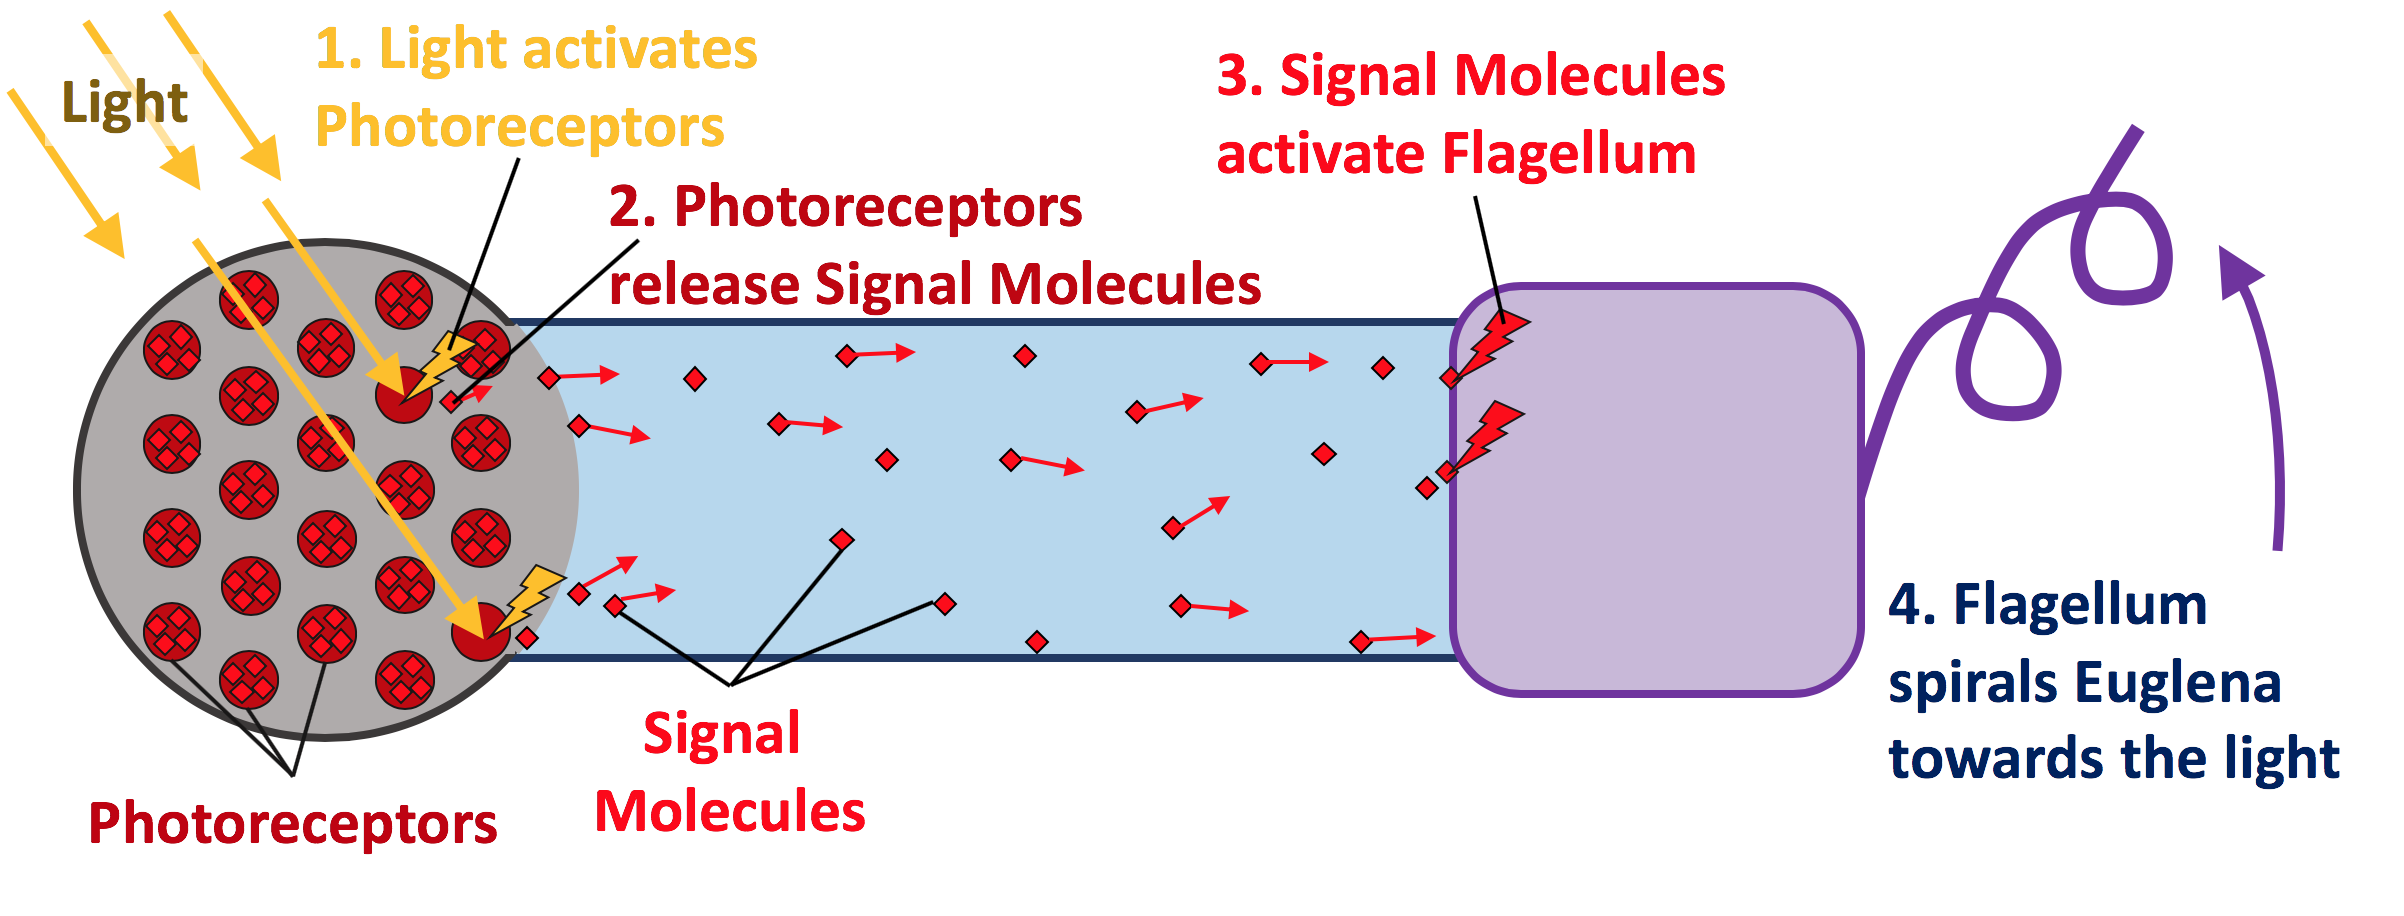 Light
1. Light activates
Photoreceptors
2. Photoreceptors
release Signal Molecules
3. Signal Molecules
activate Flagellum
4. Flagellum
spirals Euglena
towards the light
Signal
Molecules
Photoreceptors